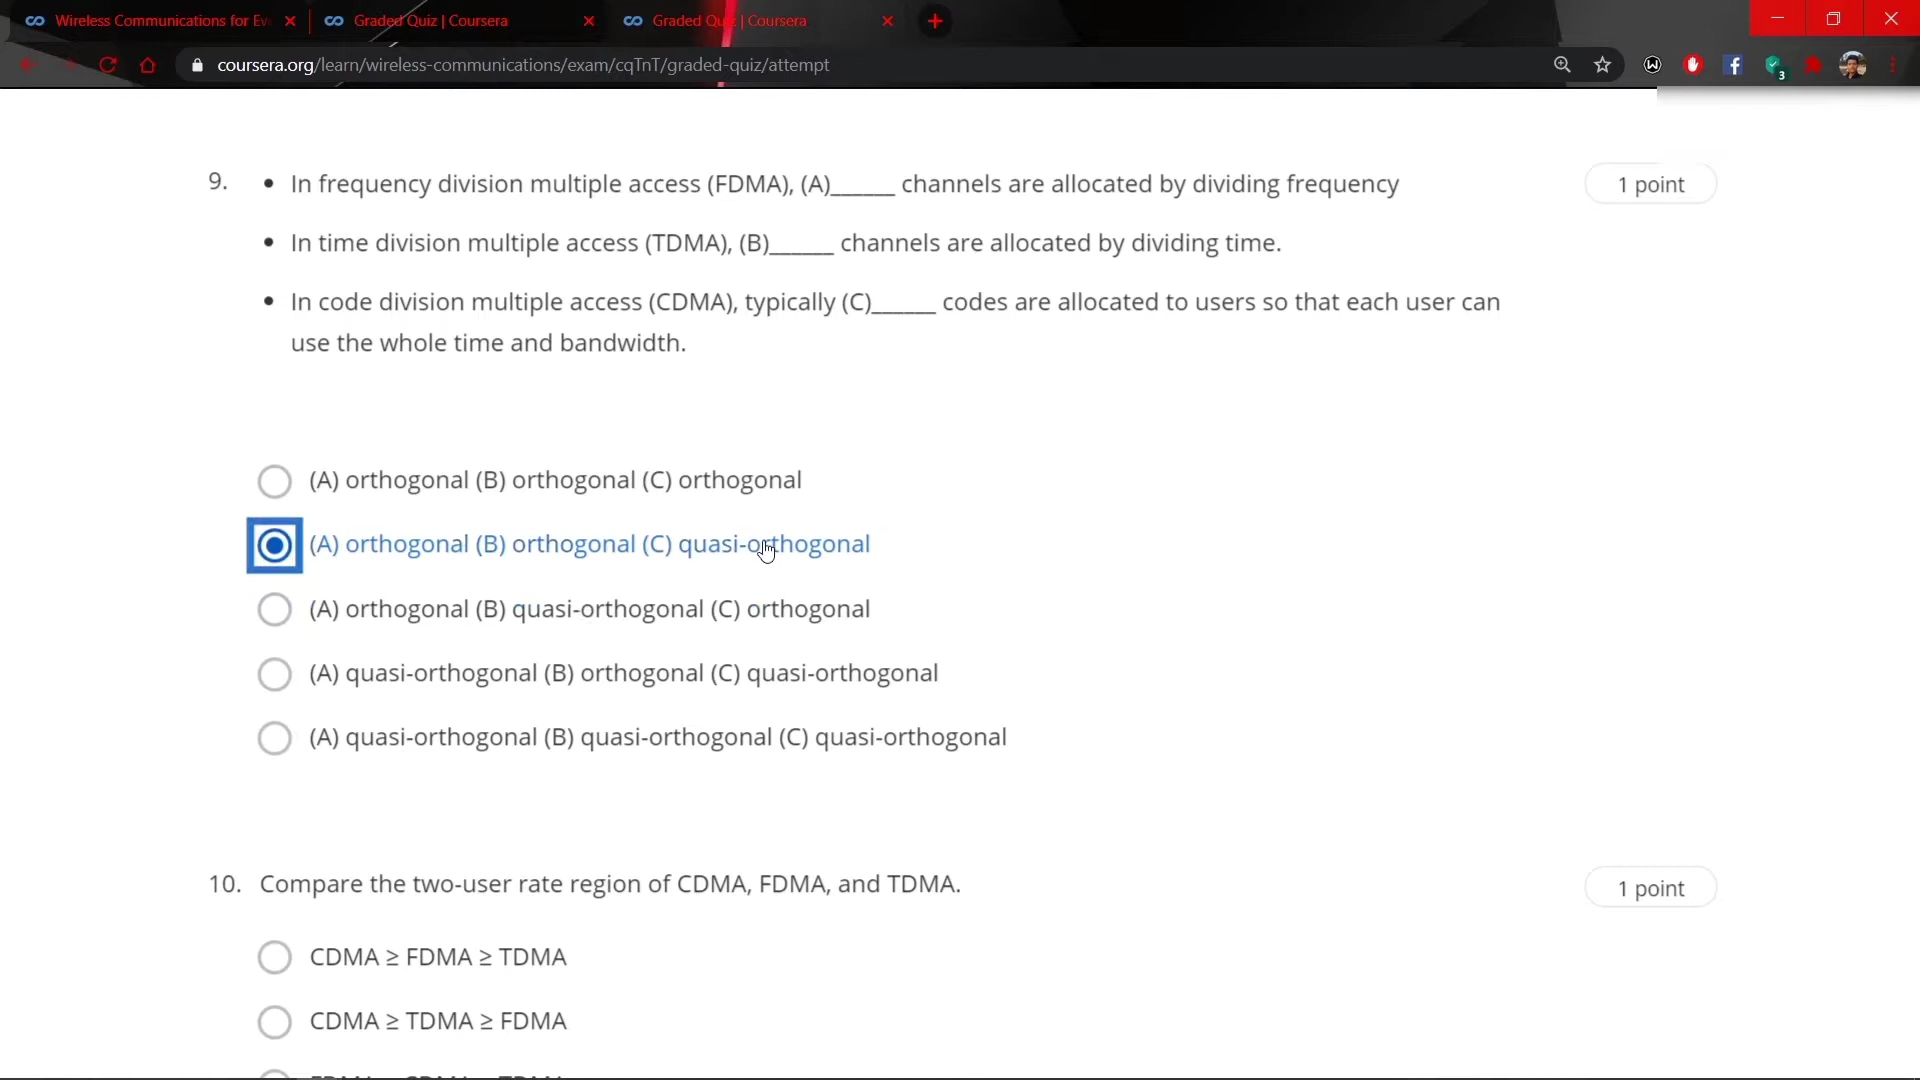 Wireless Communications for Ev
Graded Quiz | Coursera
Graded Quiz | Coursera
coursera.org/learn/wireless-communications/exam/cqTnT/graded-quiz/attempt
3
9.
• In frequency division multiple access (FDMA), (A)______ channels are allocated by dividing frequency
1 point
• In time division multiple access (TDMA), (B)______ channels are allocated by dividing time.
• In code division multiple access (CDMA), typically (C)______ codes are allocated to users so that each user can
use the whole time and bandwidth.
(A) orthogonal (B) orthogonal (C) orthogonal
(A) orthogonal (B) orthogonal (C) quasi-orthogonal
(A) orthogonal (B) quasi-orthogonal (C) orthogonal
(A) quasi-orthogonal (B) orthogonal (C) quasi-orthogonal
(A) quasi-orthogonal (B) quasi-orthogonal (C) quasi-orthogonal
10. Compare the two-user rate region of CDMA, FDMA, and TDMA.
1 point
CDMA ≥ FDMA ≥ TDMA
CDMA ≥ TDMA ≥ FDMA